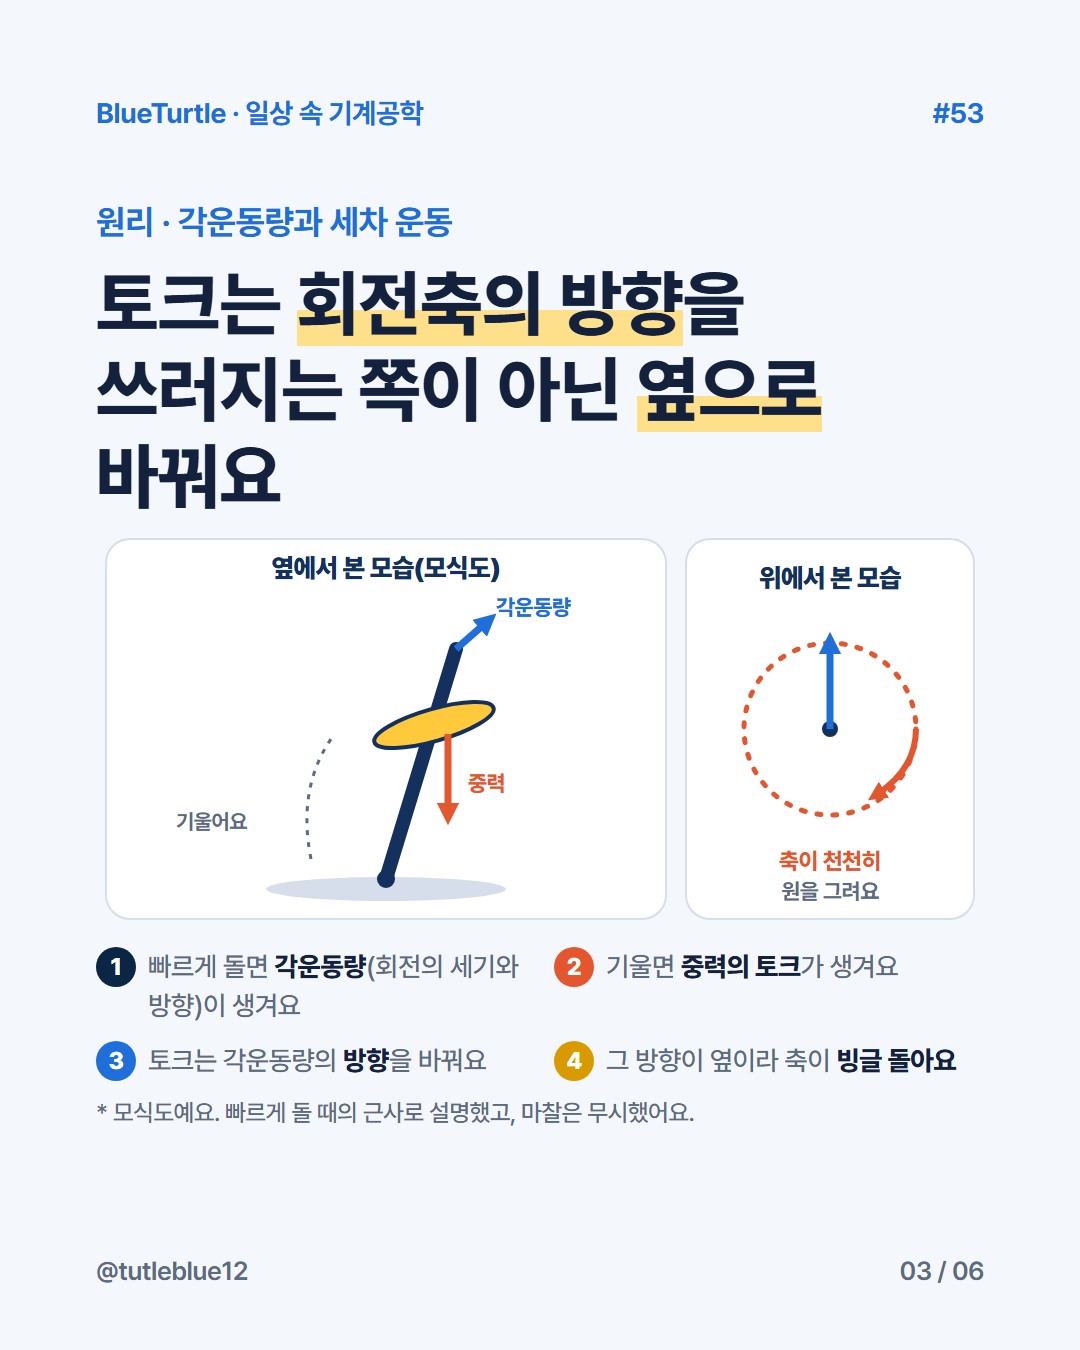 BlueTurtle · 일상 속 기계공학
#53
원리 · 각운동량과 세차 운동
토크는 회전축의 방향을
쓰러지는 쪽이 아닌 옆으로
바꿔요
옆에서 본 모습(모식도)
각운동량
중력
기울어요
위에서 본 모습
축이 천천히
원을 그려요
1 빠르게 돌면 각운동량(회전의 세기와
방향)이 생겨요
2 기울면 중력의 토크가 생겨요
3 토크는 각운동량의 방향을 바꿔요
4 그 방향이 옆이라 축이 빙글 돌아요
* 모식도예요. 빠르게 돌 때의 근사로 설명했고, 마찰은 무시했어요.
@tutleblue12
03 / 06